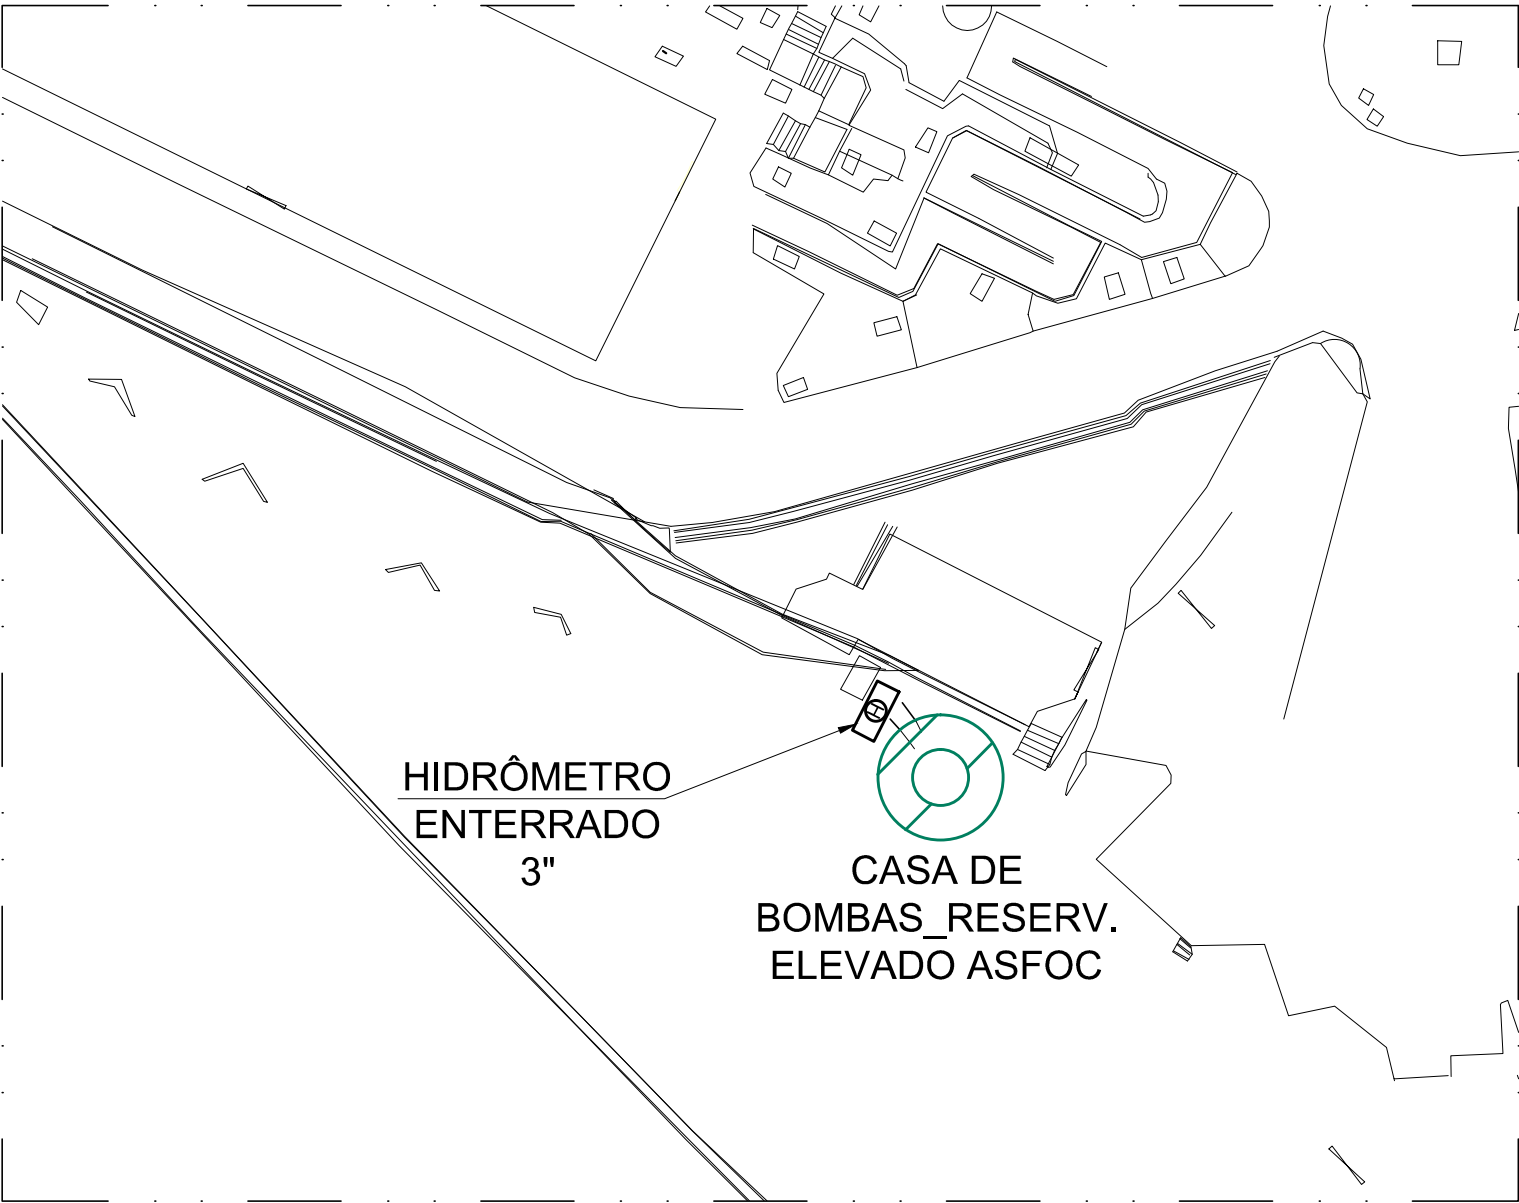 HIDRÔMETRO
ENTERRADO
3"
CASA DE
BOMBAS_RESERV.
ELEVADO ASFOC
H